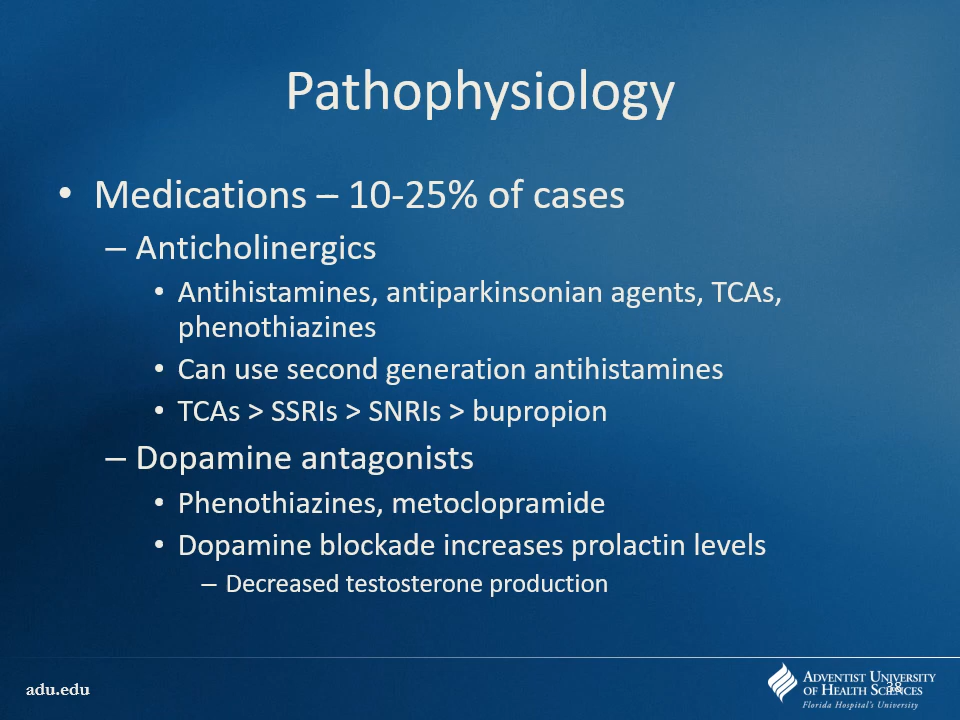 Pathophysiology
• Medications – 10-25% of cases
– Anticholinergics
• Antihistamines, antiparkinsonian agents, TCAs,
phenothiazines
• Can use second generation antihistamines
• TCAs > SSRIs > SNRIs > bupropion
– Dopamine antagonists
• Phenothiazines, metoclopramide
• Dopamine blockade increases prolactin levels
– Decreased testosterone production
adu.edu
ADVENTIST UNIVERSITY
OF HEALTH SCIENCES
38
Florida Hospital's University